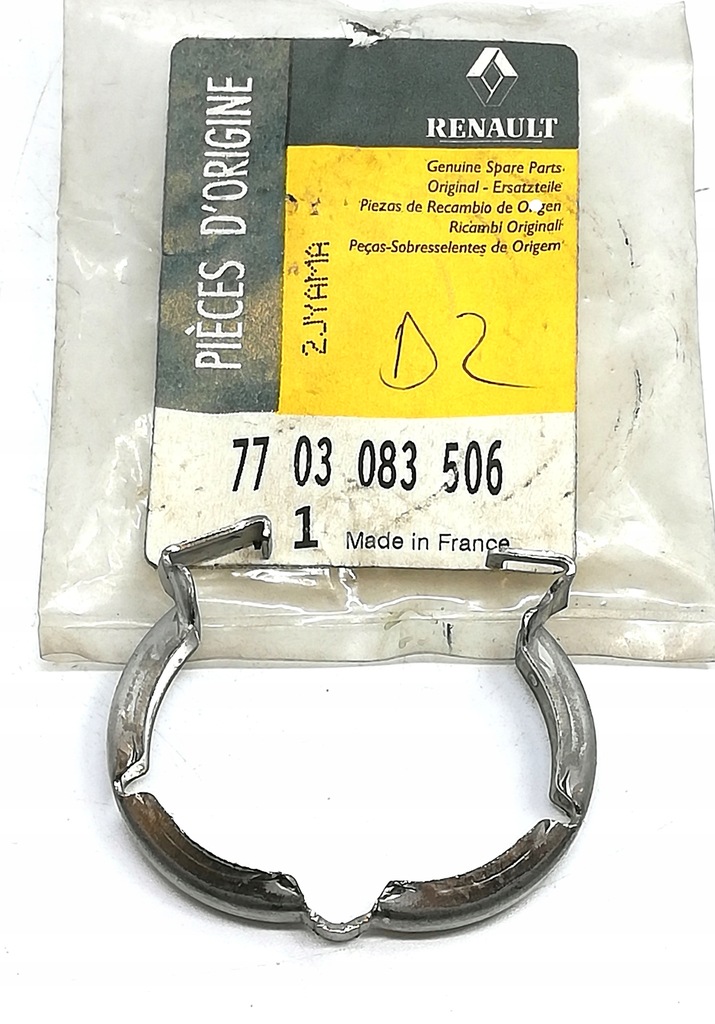 PIÈCES D'ORIGINE
RENAULT
Genuine Spare Parts
Original - Ersatzteile
Piezas de Recambio de Origen
Ricambi Originali
Peças-Sobresselentes de Origem
2JYAMA
D2
77 03 083 506
1 Made in France